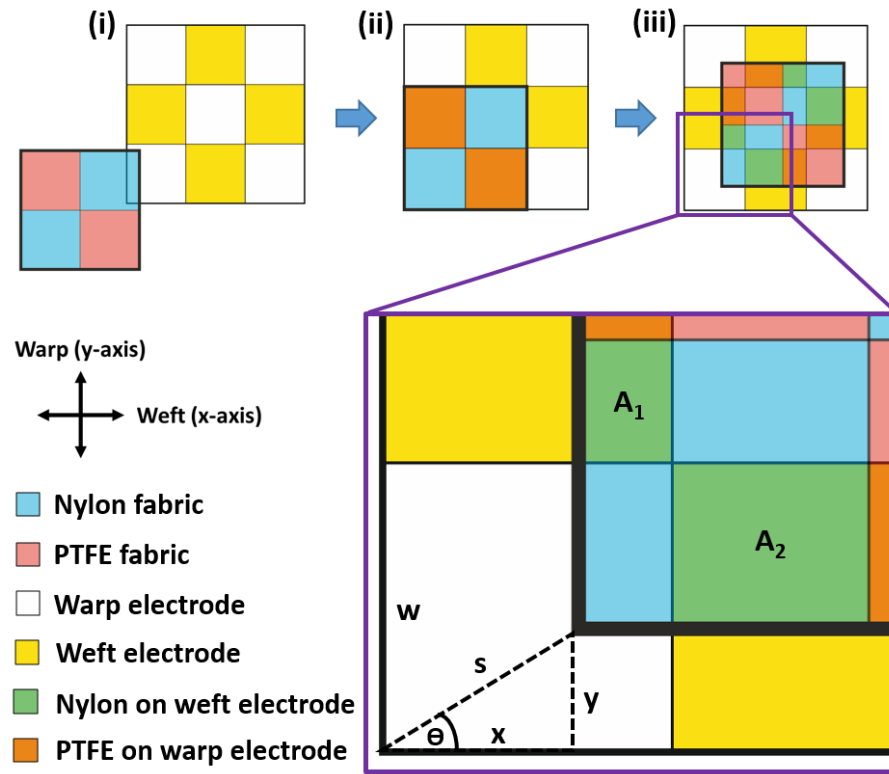 (i)
(ii)
(iii)
Warp (y-axis)
Weft (x-axis)
Nylon fabric
PTFE fabric
Warp electrode
Weft electrode
Nylon on weft electrode
PTFE on warp electrode
A1
A2
w
s
y
ɵ
x